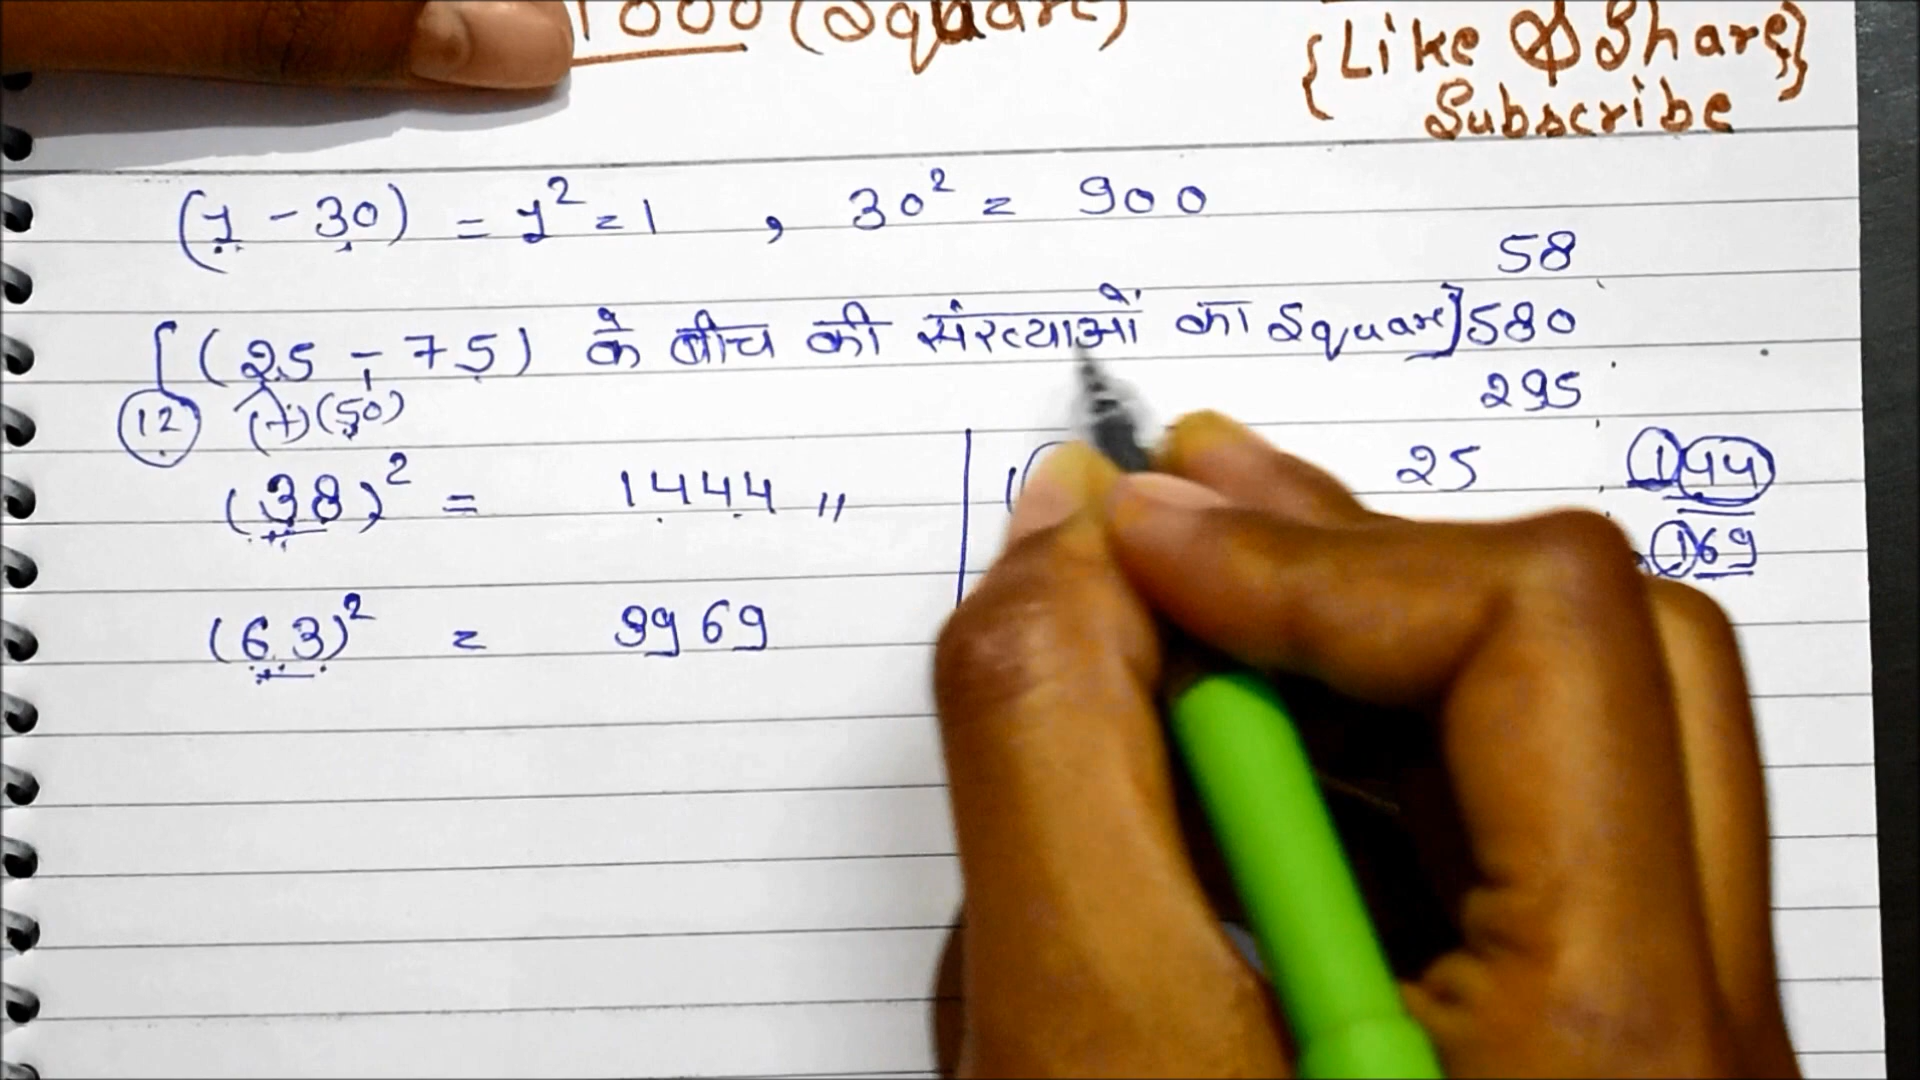 1000 (Square)
{Like & Share}
Subscribe
(1 - 30) = 1² = 1 , 30² = 900
58
[(25 - 75) के बीच की संख्याओं का Square] 580
12 (+) (50) 295
(38)² = 1444 // 25 144
169
(63)² = 3969